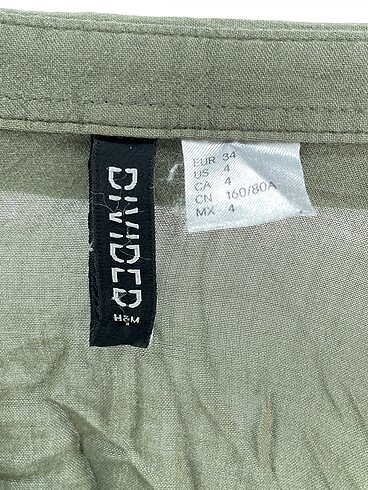 DIVIDED
H&M
EUR 34
US 4
CA 4
CN 160/80A
MX 4